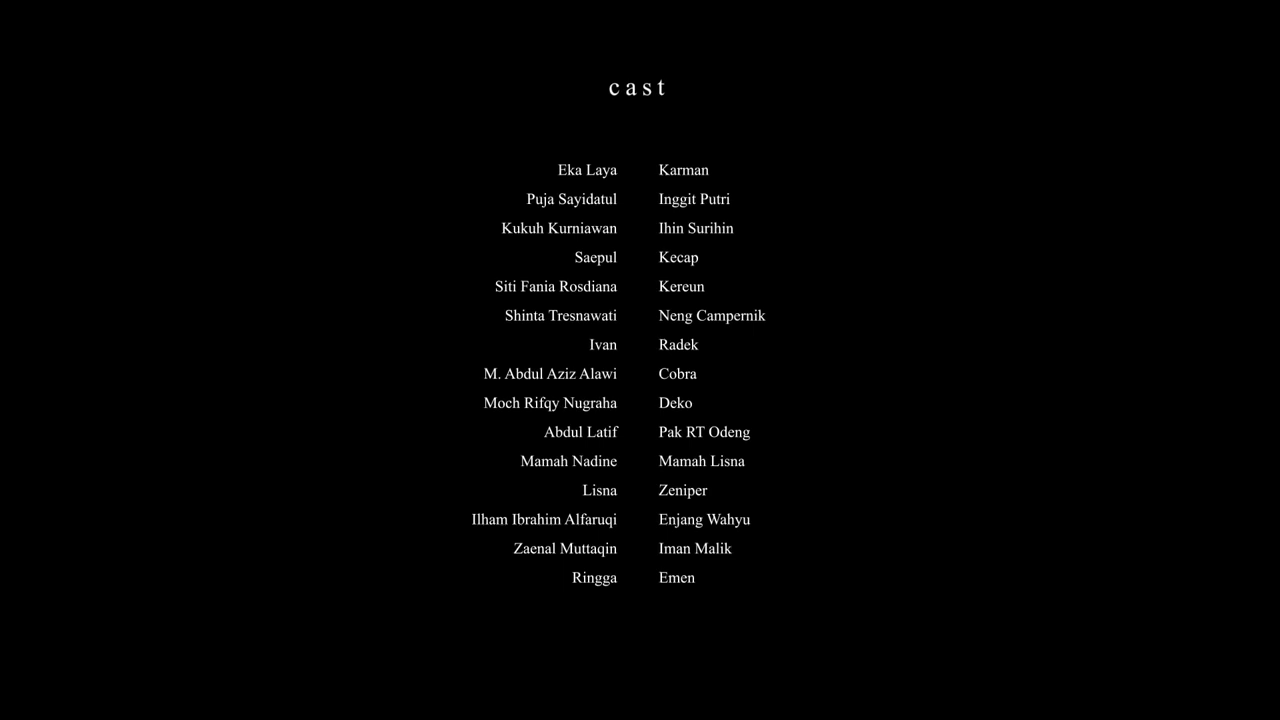 cast
Eka Laya Karman
Puja Sayidatul Inggit Putri
Kukuh Kurniawan Ihin Surihin
Saepul Kecap
Siti Fania Rosdiana Kereun
Shinta Tresnawati Neng Campernik
Ivan Radek
M. Abdul Aziz Alawi Cobra
Moch Rifqy Nugraha Deko
Abdul Latif Pak RT Odeng
Mamah Nadine Mamah Lisna
Lisna Zeniper
Ilham Ibrahim Alfaruqi Enjang Wahyu
Zaenal Muttaqin Iman Malik
Ringga Emen